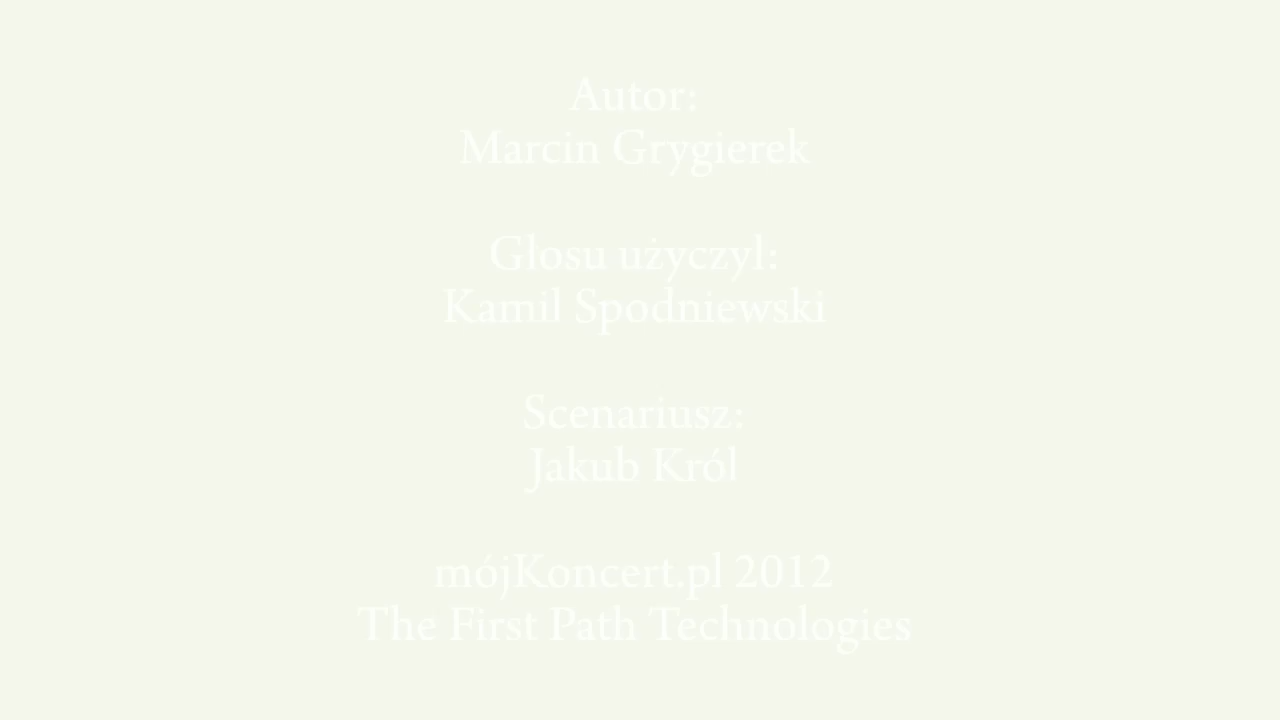 Autor:
Marcin Grygierek
Głosu użyczył:
Kamil Spodniewski
Scenariusz:
Jakub Król
mójKoncert.pl 2012
The First Path Technologies